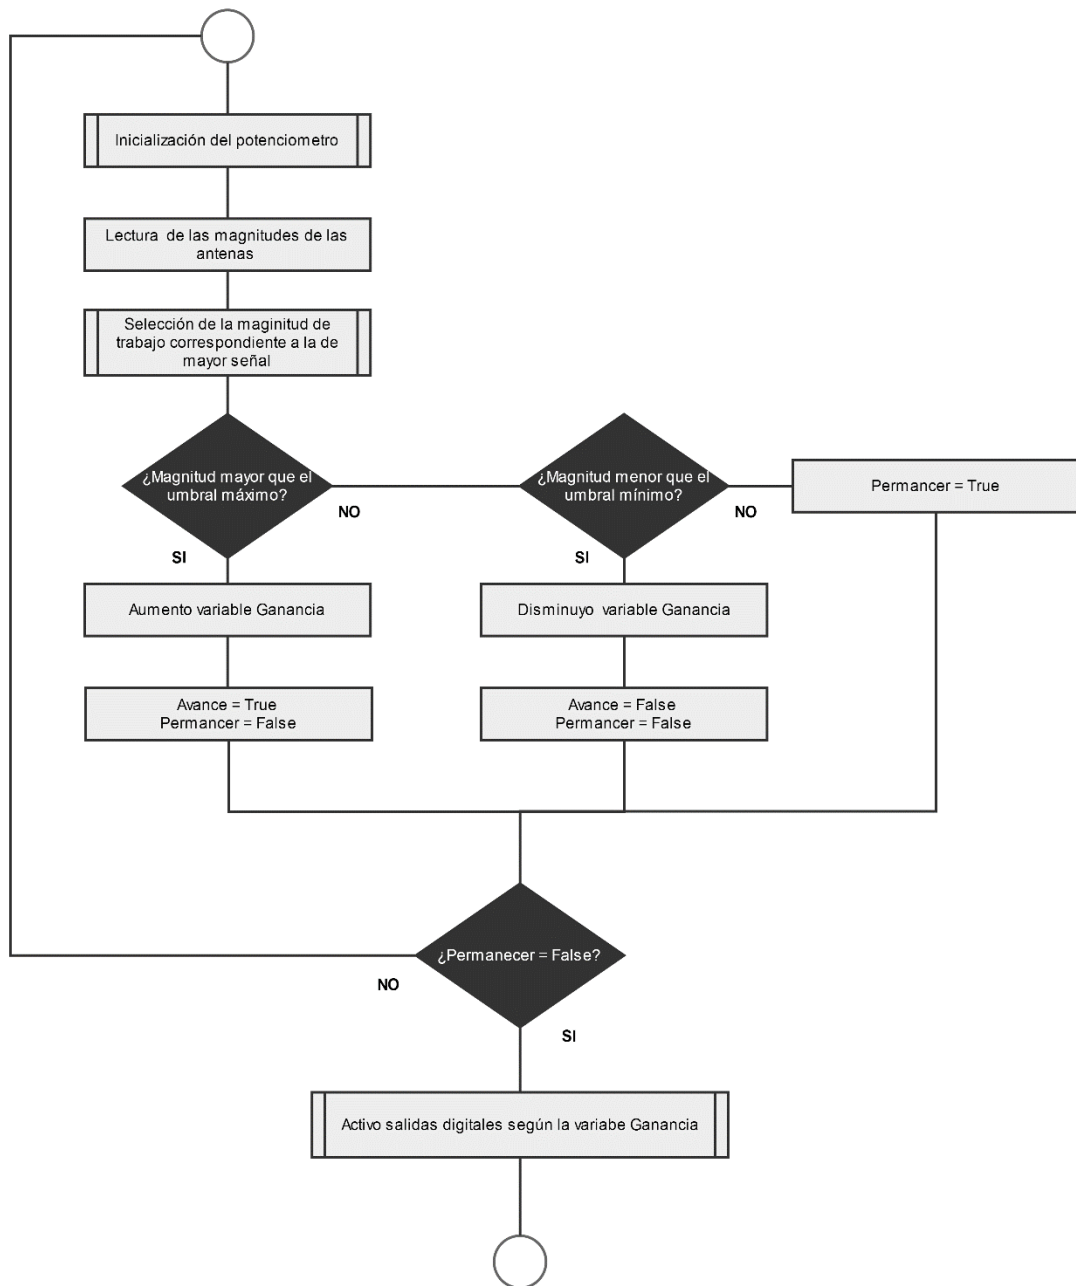 Inicialización del potenciometro
Lectura de las magnitudes de las
antenas
Selección de la maginitud de
trabajo correspondiente a la de
mayor señal
¿Magnitud mayor que el
umbral máximo?
NO
SI
¿Magnitud menor que el
umbral mínimo?
NO
SI
Permancer = True
Aumento variable Ganancia
Disminuyo variable Ganancia
Avance = True
Permancer = False
Avance = False
Permancer = False
¿Permanecer = False?
NO
SI
Activo salidas digitales según la variabe Ganancia